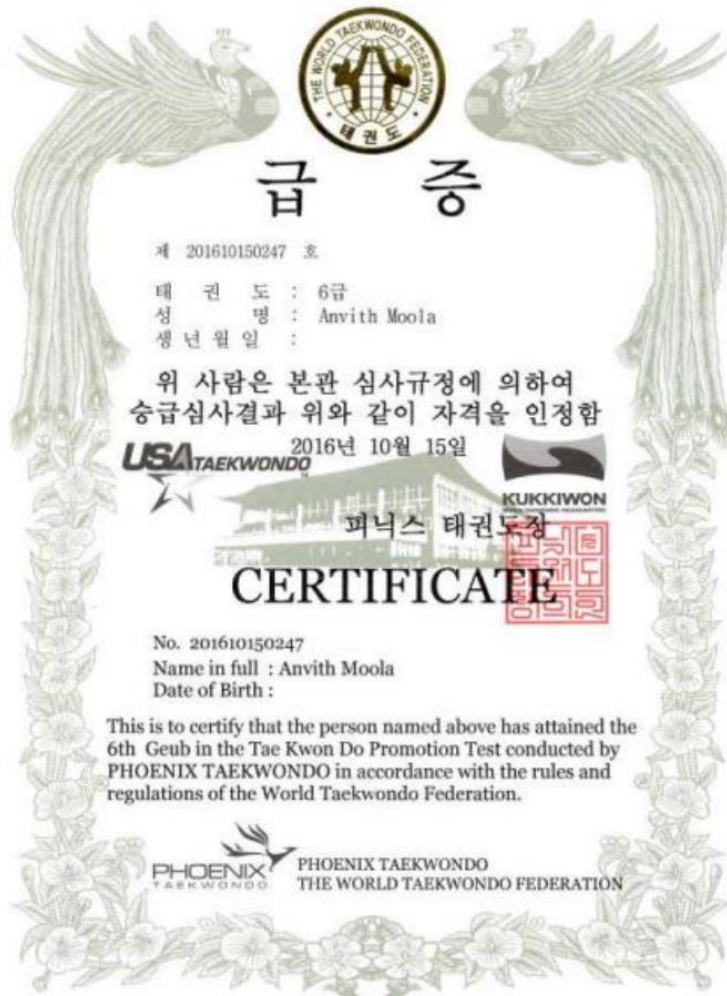 THE WORLD TAEKWONDO FEDERATION
태권도
급 증
제 201610150247 호
태 권 도 : 6급
성 명 : Anvith Moola
생년월일 :
위 사람은 본관 심사규정에 의하여
승급심사결과 위와 같이 자격을 인정함
2016년 10월 15일
USA TAEKWONDO
KUKKIWON
피닉스 태권도장
CERTIFICATE
No. 201610150247
Name in full : Anvith Moola
Date of Birth :
This is to certify that the person named above has attained the
6th Geub in the Tae Kwon Do Promotion Test conducted by
PHOENIX TAEKWONDO in accordance with the rules and
regulations of the World Taekwondo Federation.
PHOENIX
TAEKWONDO
PHOENIX TAEKWONDO
THE WORLD TAEKWONDO FEDERATION